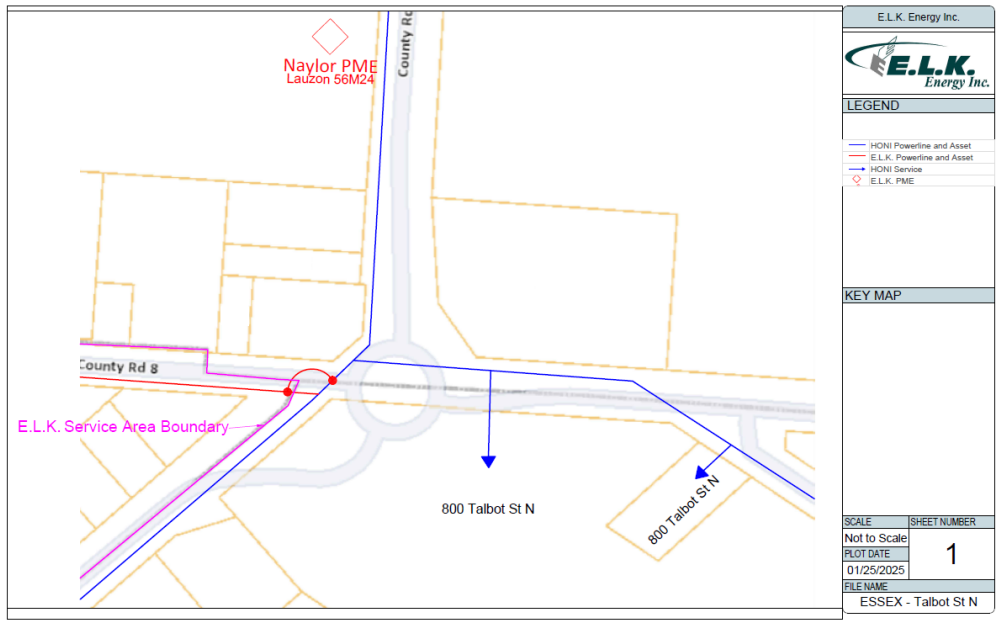 E.L.K. Energy Inc.
E.L.K.
Energy Inc.
LEGEND
HONI Powerline and Asset
E.L.K. Powerline and Asset
HONI Service
E.L.K. PME
KEY MAP
SCALE
SHEET NUMBER
Not to Scale
1
PLOT DATE
01/25/2025
FILE NAME
ESSEX - Talbot St N
Naylor PME
Lauzon 56M24
County Rd
County Rd 8
E.L.K. Service Area Boundary
800 Talbot St N
800 Talbot St N